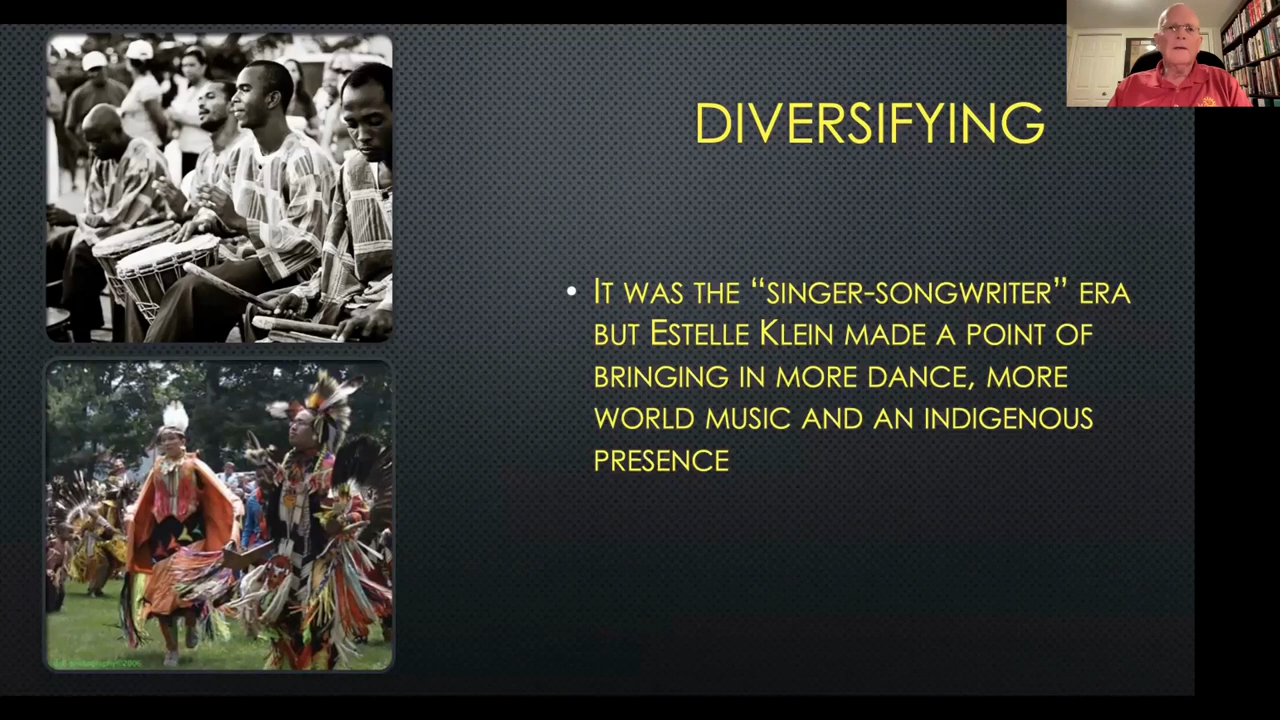 DIVERSIFYING
• IT WAS THE “SINGER-SONGWRITER” ERA
BUT ESTELLE KLEIN MADE A POINT OF
BRINGING IN MORE DANCE, MORE
WORLD MUSIC AND AN INDIGENOUS
PRESENCE